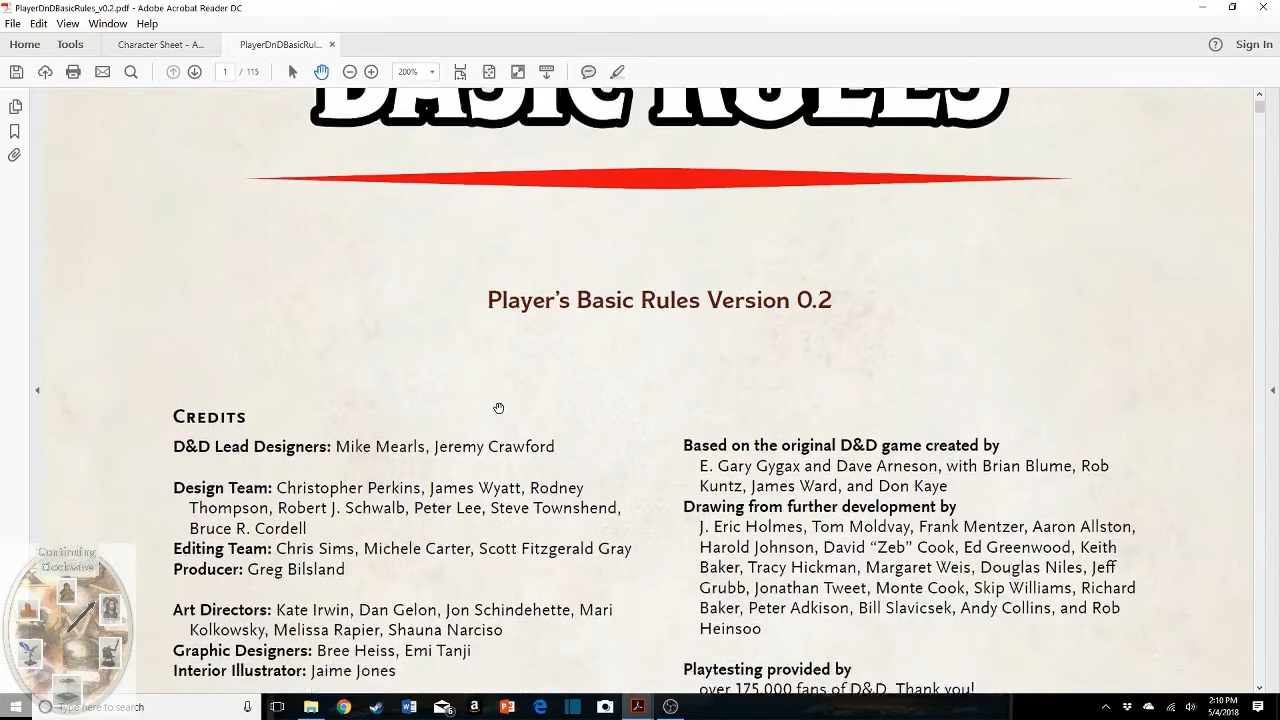 PlayerDnDBasicRules_v0.2.pdf - Adobe Acrobat Reader DC
File Edit View Window Help
Home Tools Character Sheet - A... PlayerDnDBasicRul... ×
Sign In
1 / 115 200%
BASIC RULES
Player's Basic Rules Version 0.2
CREDITS
D&D Lead Designers: Mike Mearls, Jeremy Crawford
Design Team: Christopher Perkins, James Wyatt, Rodney
Thompson, Robert J. Schwalb, Peter Lee, Steve Townshend,
Bruce R. Cordell
Editing Team: Chris Sims, Michele Carter, Scott Fitzgerald Gray
Producer: Greg Bilsland
Art Directors: Kate Irwin, Dan Gelon, Jon Schindehette, Mari
Kolkowsky, Melissa Rapier, Shauna Narciso
Graphic Designers: Bree Heiss, Emi Tanji
Interior Illustrator: Jaime Jones
Based on the original D&D game created by
E. Gary Gygax and Dave Arneson, with Brian Blume, Rob
Kuntz, James Ward, and Don Kaye
Drawing from further development by
J. Eric Holmes, Tom Moldvay, Frank Mentzer, Aaron Allston,
Harold Johnson, David “Zeb” Cook, Ed Greenwood, Keith
Baker, Tracy Hickman, Margaret Weis, Douglas Niles, Jeff
Grubb, Jonathan Tweet, Monte Cook, Skip Williams, Richard
Baker, Peter Adkison, Bill Slavicsek, Andy Collins, and Rob
Heinsoo
Playtesting provided by
over 175,000 fans of D&D. Thank you!
Continuing
Clockwise
Type here to search
2:10 PM
5/4/2018